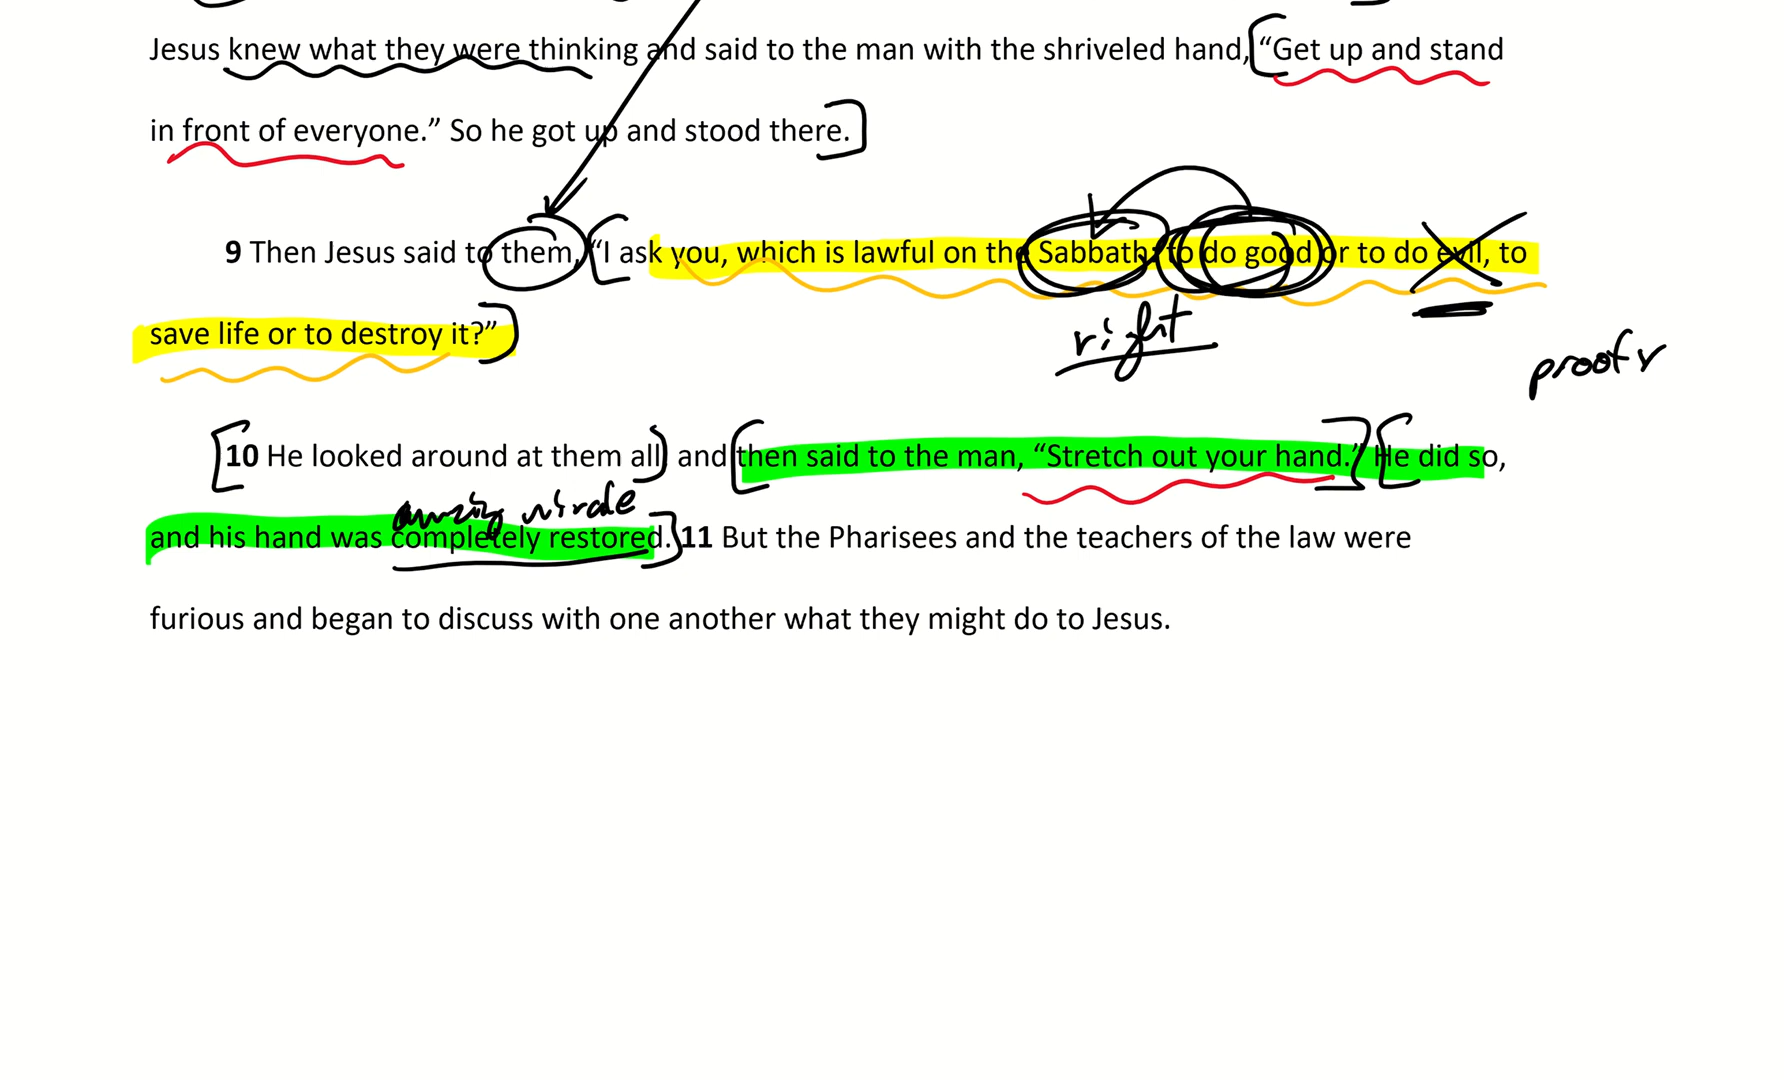 Jesus knew what they were thinking and said to the man with the shriveled hand, “Get up and stand
in front of everyone.” So he got up and stood there.
9 Then Jesus said to them, “I ask you, which is lawful on the Sabbath: to do good or to do evil, to
right
save life or to destroy it?”
proof
10 He looked around at them all, and then said to the man, “Stretch out your hand.” He did so,
amazing miracle
and his hand was completely restored. 11 But the Pharisees and the teachers of the law were
furious and began to discuss with one another what they might do to Jesus.